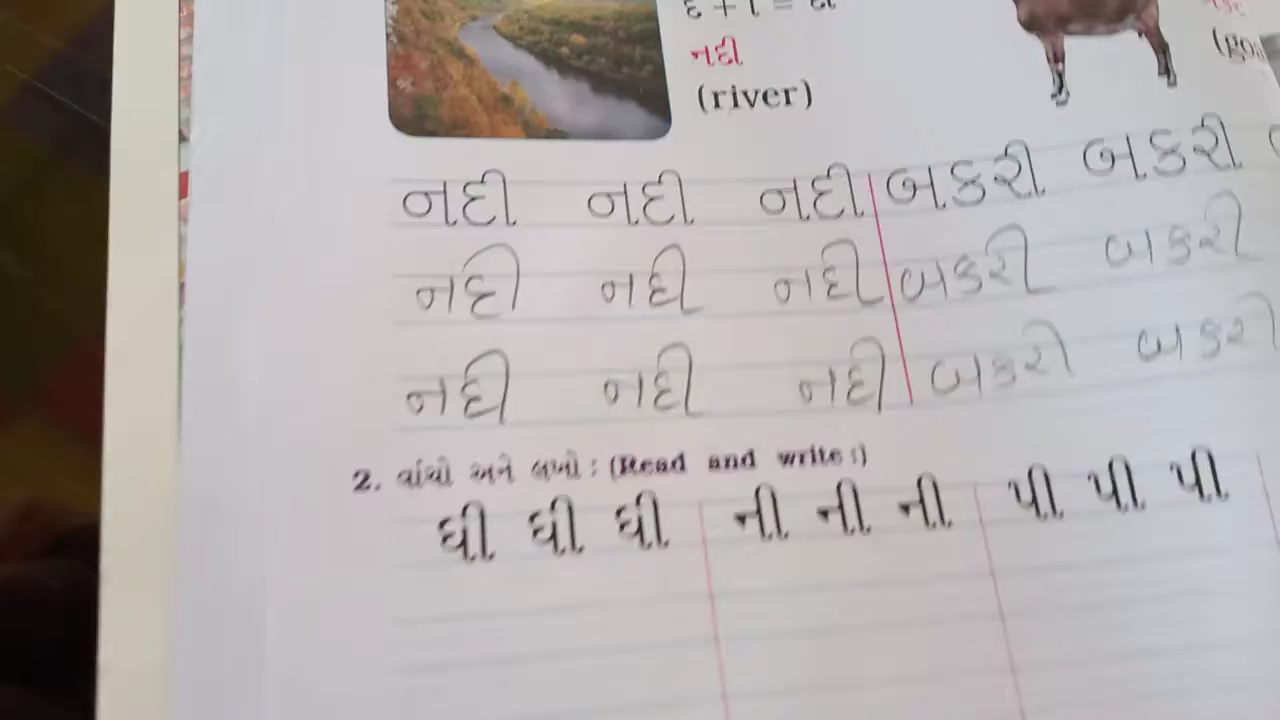 દ + ી = દી
નદી
(river)
નદી નદી નદી બકરી બકરી
નદી નદી નદી બકરી બકરી
નદી નદી નદી બકરી બકરી
2. વાંચો અને લખો : (Read and write:)
ઘી ઘી ઘી ની ની ની પી પી પી